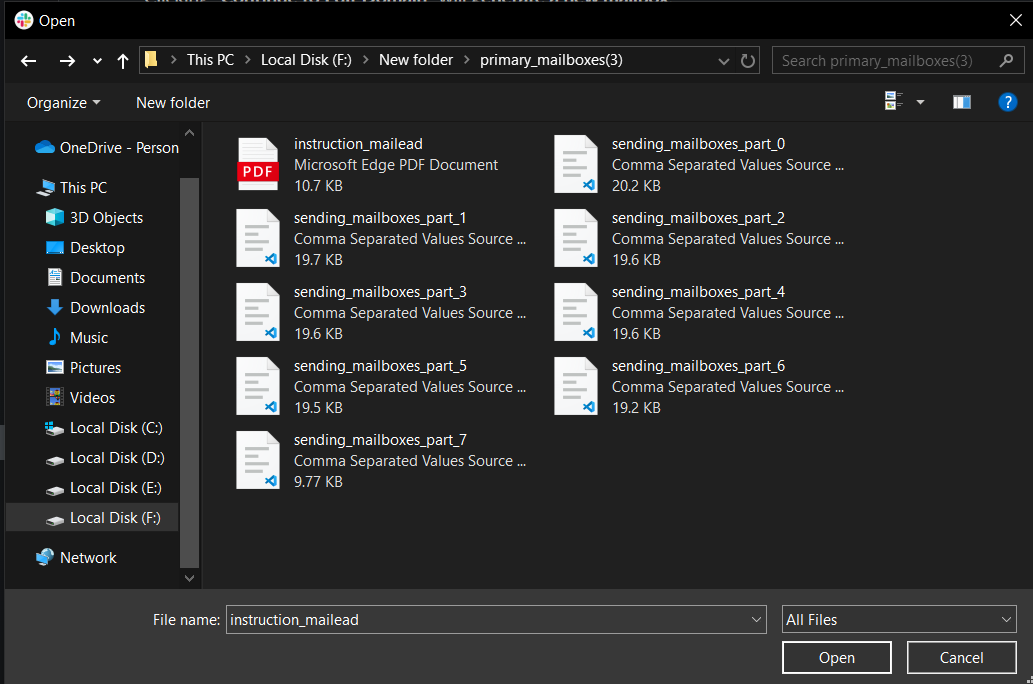 Open
This PC > Local Disk (F:) > New folder > primary_mailboxes(3)
Search primary_mailboxes(3)
Organize
New folder
?
OneDrive - Person
This PC
3D Objects
Desktop
Documents
Downloads
Music
Pictures
Videos
Local Disk (C:)
Local Disk (D:)
Local Disk (E:)
Local Disk (F:)
Network
PDF
instruction_mailead
Microsoft Edge PDF Document
10.7 KB
sending_mailboxes_part_0
Comma Separated Values Source ...
20.2 KB
sending_mailboxes_part_1
Comma Separated Values Source ...
19.7 KB
sending_mailboxes_part_2
Comma Separated Values Source ...
19.6 KB
sending_mailboxes_part_3
Comma Separated Values Source ...
19.6 KB
sending_mailboxes_part_4
Comma Separated Values Source ...
19.6 KB
sending_mailboxes_part_5
Comma Separated Values Source ...
19.5 KB
sending_mailboxes_part_6
Comma Separated Values Source ...
19.2 KB
sending_mailboxes_part_7
Comma Separated Values Source ...
9.77 KB
File name: instruction_mailead
All Files
Open
Cancel